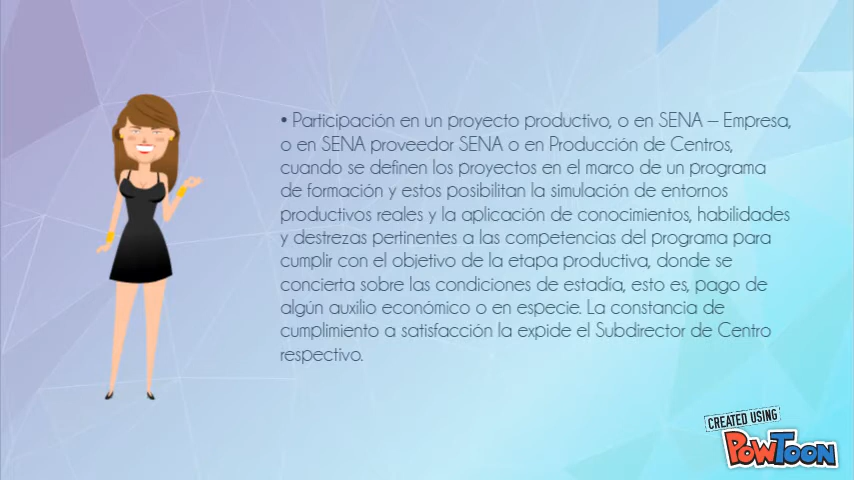 • Participación en un proyecto productivo, o en SENA – Empresa,
o en SENA proveedor SENA o en Producción de Centros,
cuando se definen los proyectos en el marco de un programa
de formación y estos posibilitan la simulación de entornos
productivos reales y la aplicación de conocimientos, habilidades
y destrezas pertinentes a las competencias del programa para
cumplir con el objetivo de la etapa productiva, donde se
concierta sobre las condiciones de estadía, esto es, pago de
algún auxilio económico o en especie. La constancia de
cumplimiento a satisfacción la expide el Subdirector de Centro
respectivo.
CREATED USING
POWTOON